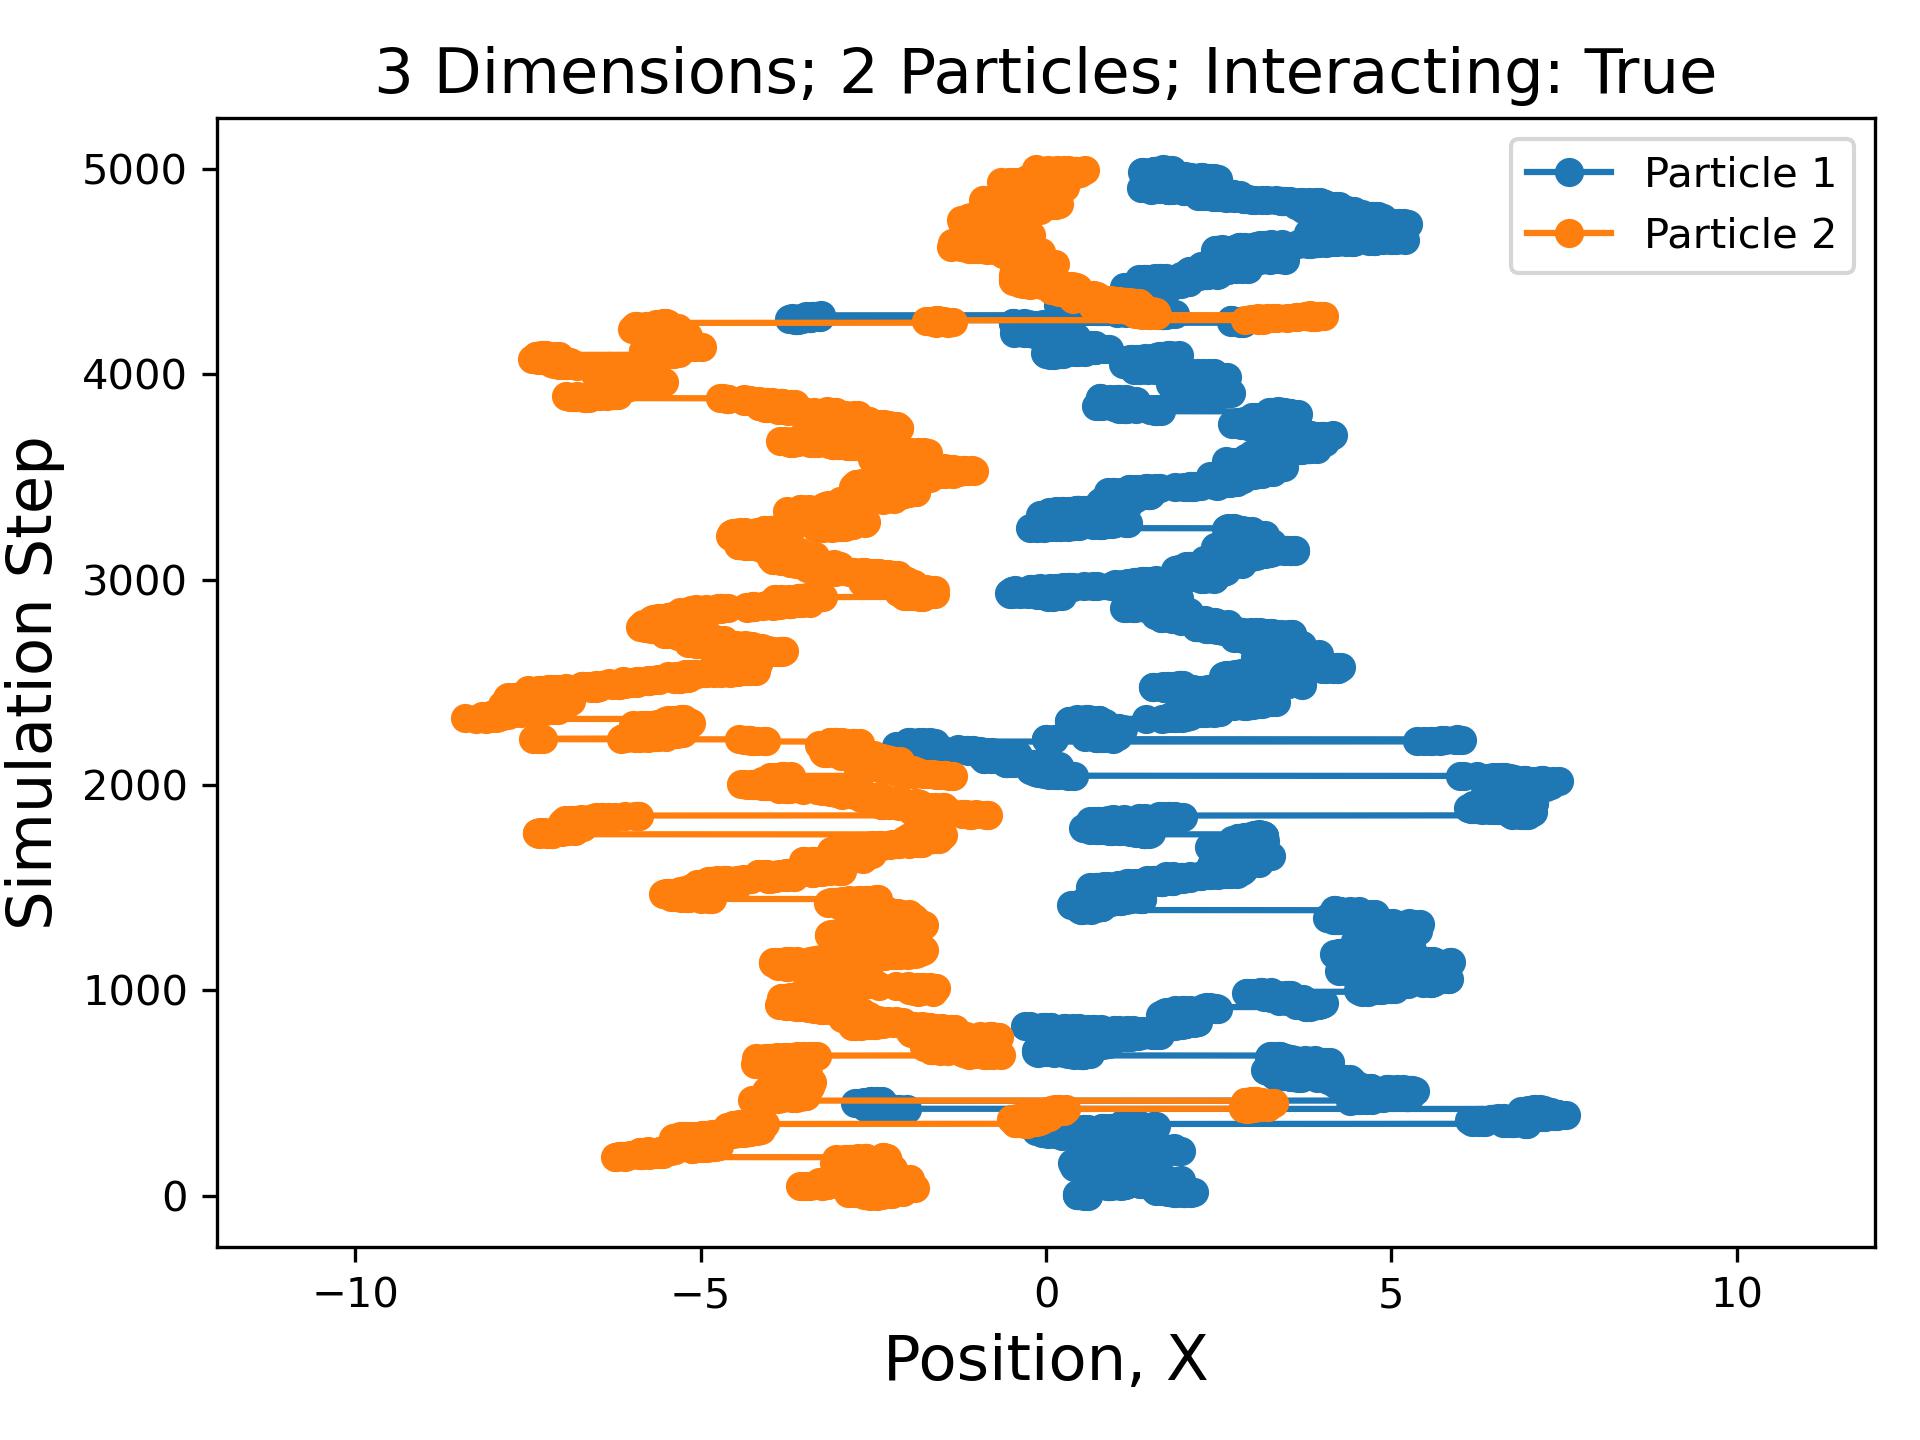 3 Dimensions; 2 Particles; Interacting: True
Particle 1
Particle 2
Simulation Step
5000
4000
3000
2000
1000
0
−10
−5
0
5
10
Position, X